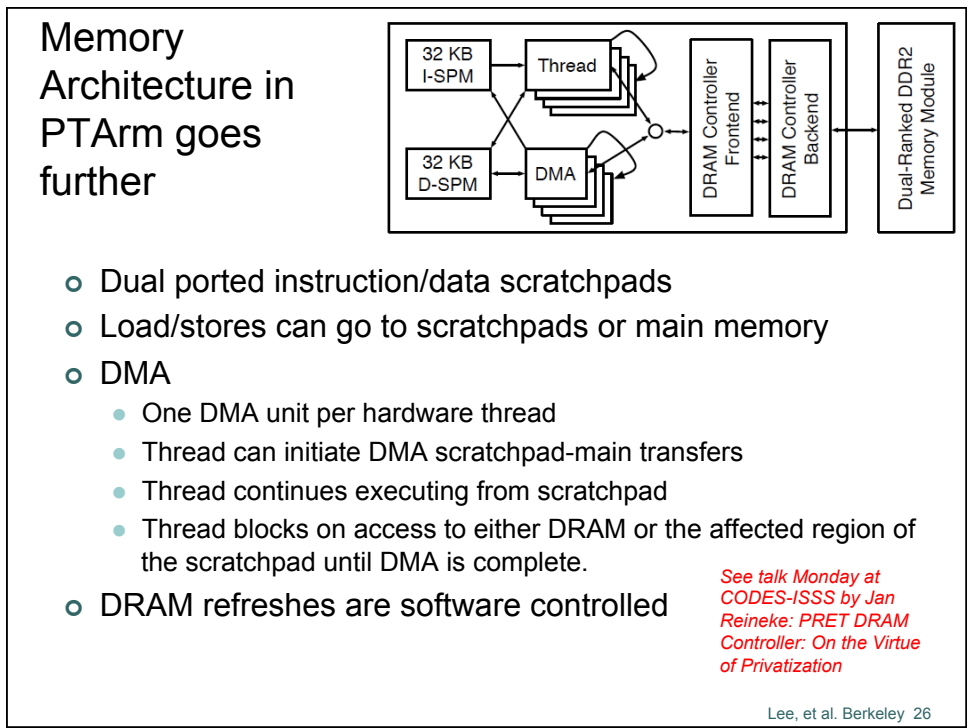 Memory
Architecture in
PTArm goes
further
32 KB
I-SPM
Thread
32 KB
D-SPM
DMA
DRAM Controller
Frontend
DRAM Controller
Backend
Dual-Ranked DDR2
Memory Module
Dual ported instruction/data scratchpads
Load/stores can go to scratchpads or main memory
DMA
One DMA unit per hardware thread
Thread can initiate DMA scratchpad-main transfers
Thread continues executing from scratchpad
Thread blocks on access to either DRAM or the affected region of
the scratchpad until DMA is complete.
DRAM refreshes are software controlled
See talk Monday at
CODES-ISSS by Jan
Reineke: PRET DRAM
Controller: On the Virtue
of Privatization
Lee, et al. Berkeley 26